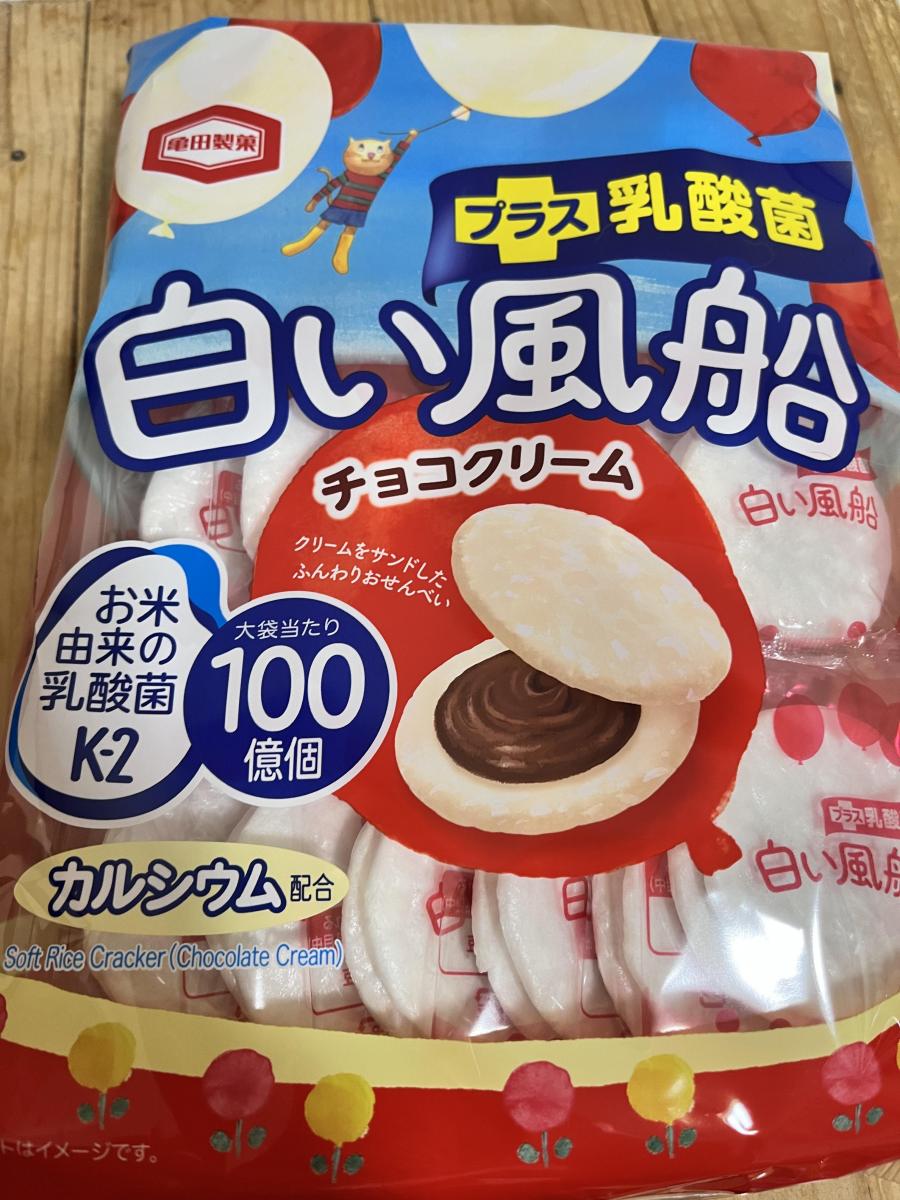 亀田製菓
プラス乳酸菌
白い風船
チョコクリーム
クリームをサンドした
ふんわりおせんべい
お米
由来の
乳酸菌
K-2
大袋当たり
100
億個
カルシウム配合
Soft Rice Cracker (Chocolate Cream)
トはイメージです。
白い風船
プラス乳酸
白い風船